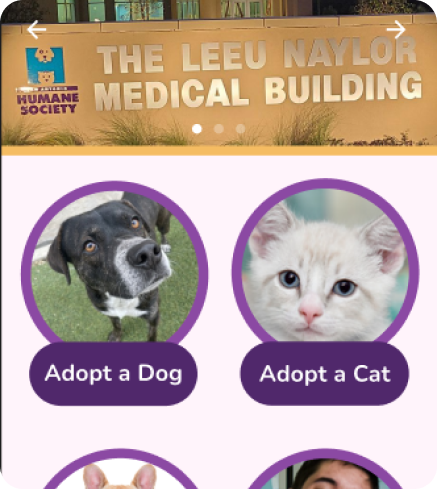 THE LEEU NAYLOR
MEDICAL BUILDING
HUMANE
SOCIETY
Adopt a Dog
Adopt a Cat